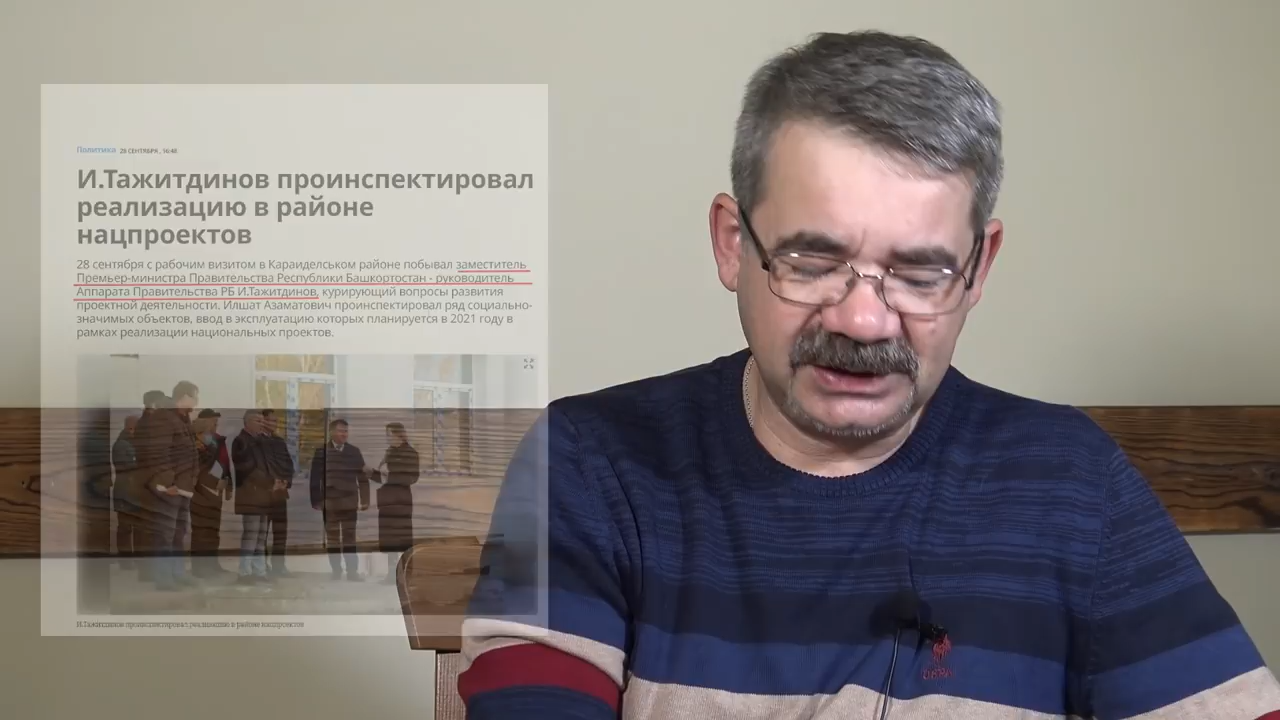 Политика 28 СЕНТЯБРЯ, 16:48
И.Тажитдинов проинспектировал
реализацию в районе
нацпроектов
28 сентября с рабочим визитом в Караидельском районе побывал заместитель
Премьер-министра Правительства Республики Башкортостан - руководитель
Аппарата Правительства РБ И.Тажитдинов, курирующий вопросы развития
проектной деятельности. Илшат Азаматович проинспектировал ряд социально-
значимых объектов, ввод в эксплуатацию которых планируется в 2021 году в
рамках реализации национальных проектов.
И.Тажитдинов проинспектировал реализацию в районе нацпроектов